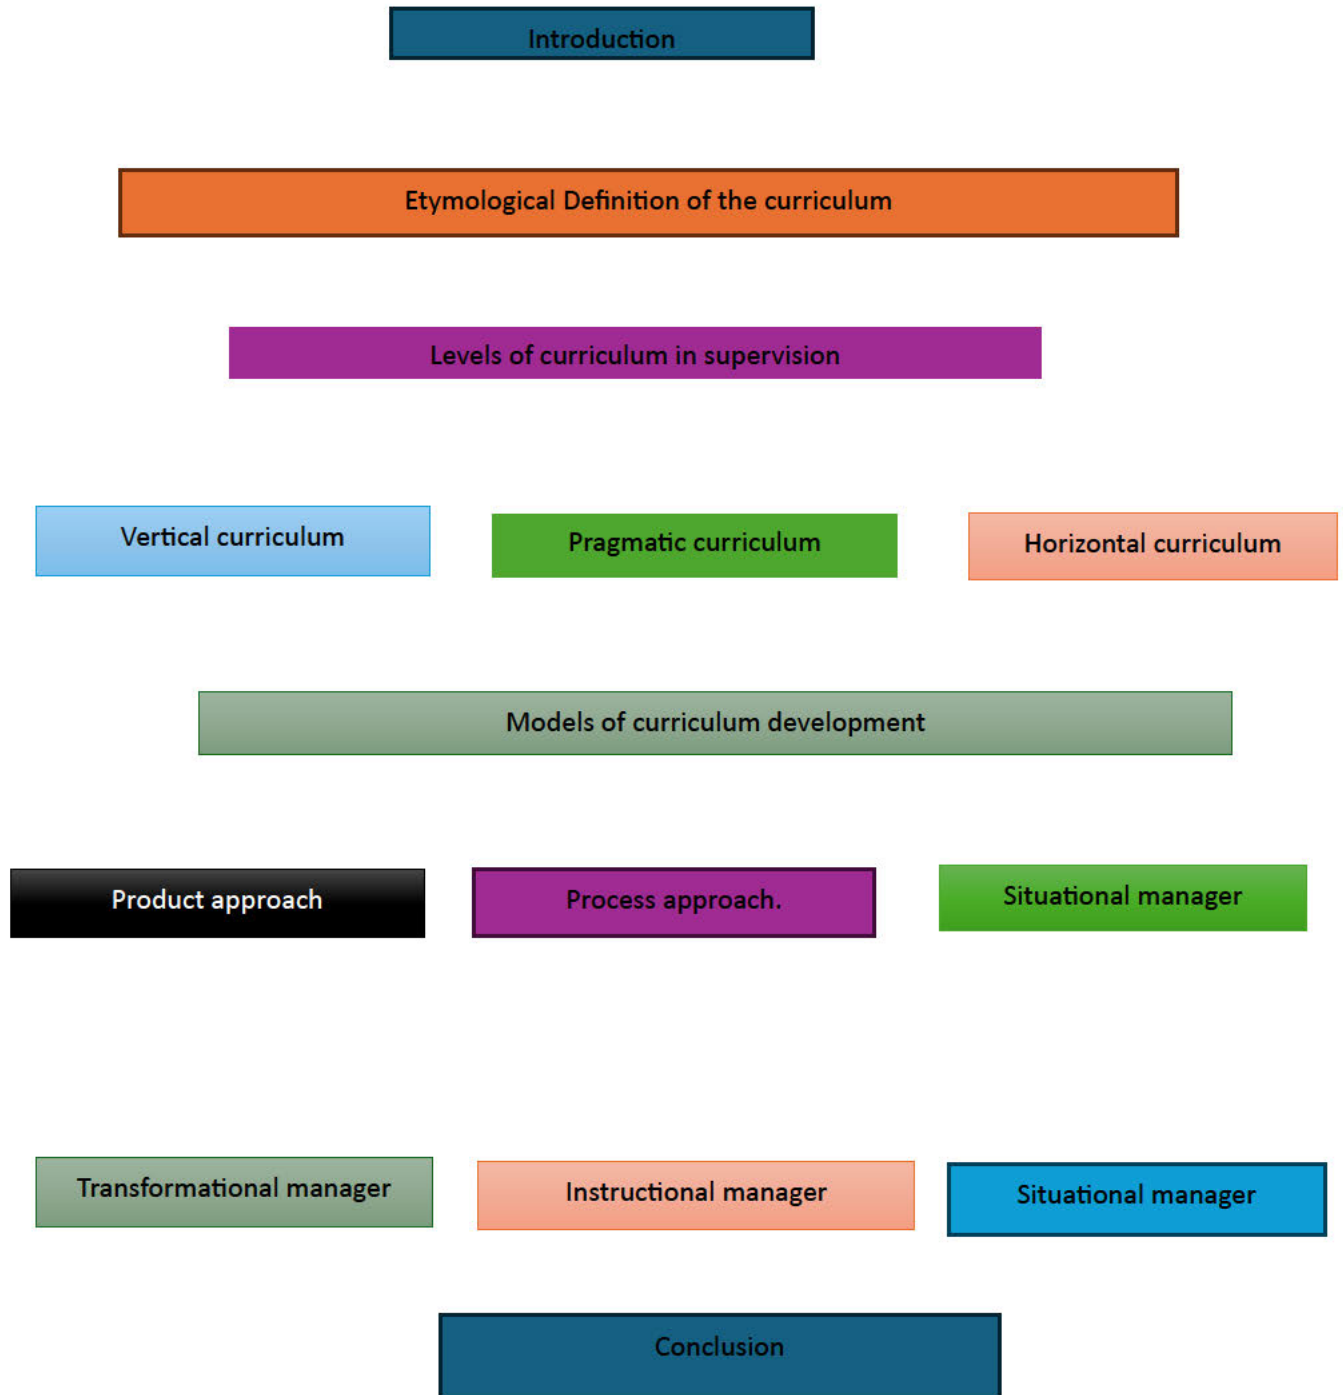 Introduction
Etymological Definition of the curriculum
Levels of curriculum in supervision
Vertical curriculum
Pragmatic curriculum
Horizontal curriculum
Models of curriculum development
Product approach
Process approach.
Situational manager
Transformational manager
Instructional manager
Situational manager
Conclusion